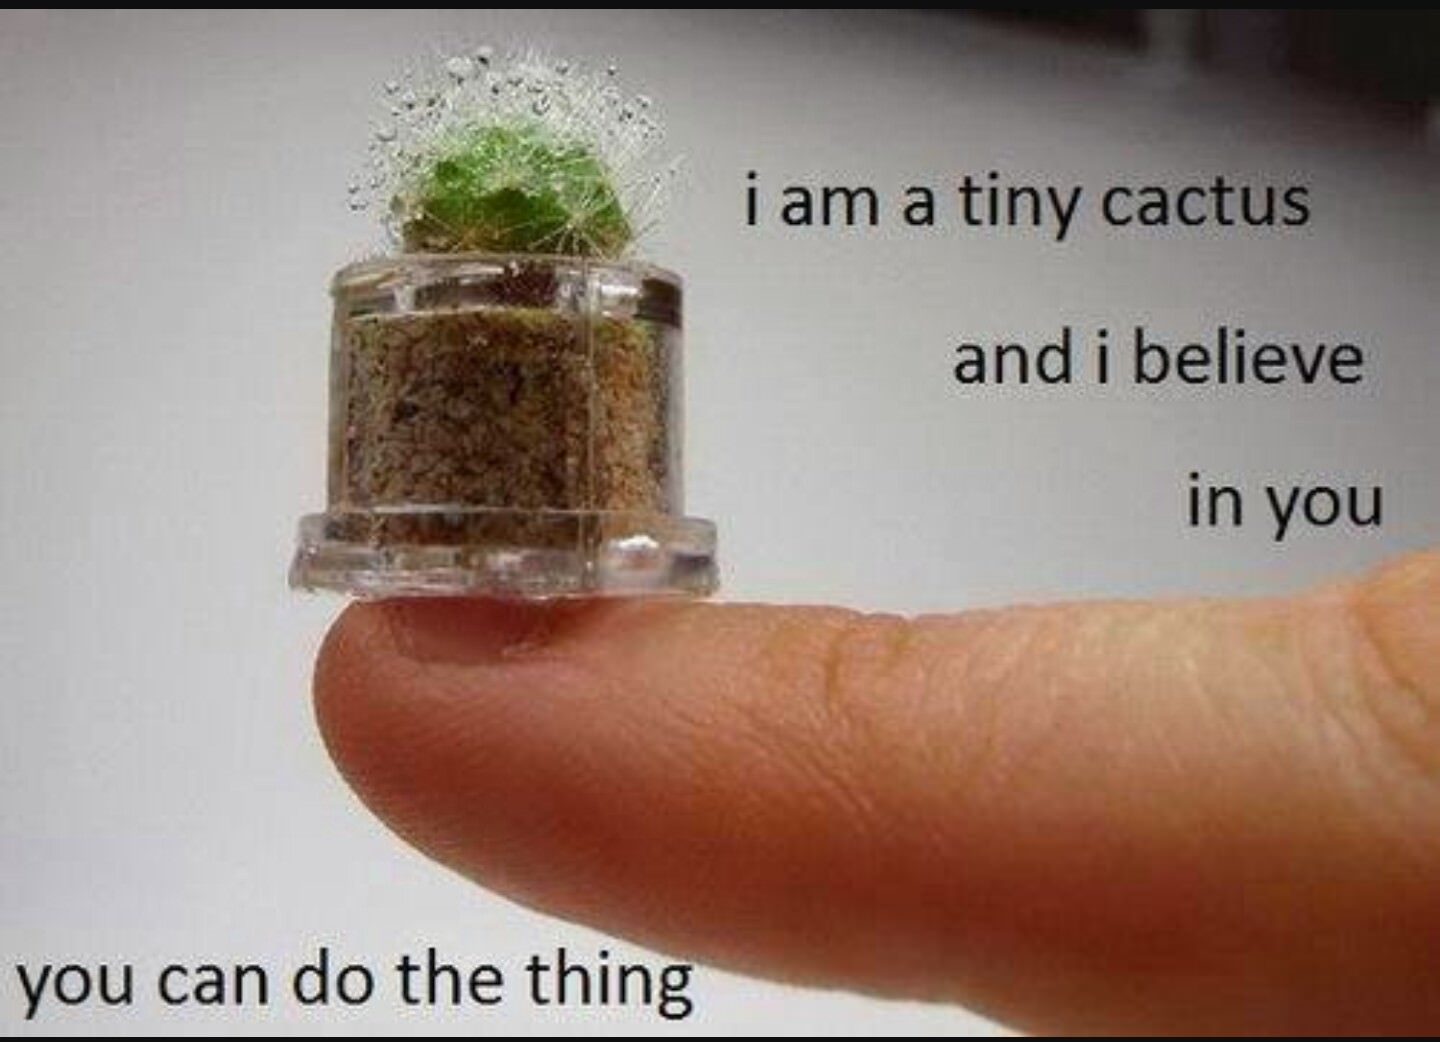 i am a tiny cactus
and i believe
in you
you can do the thing